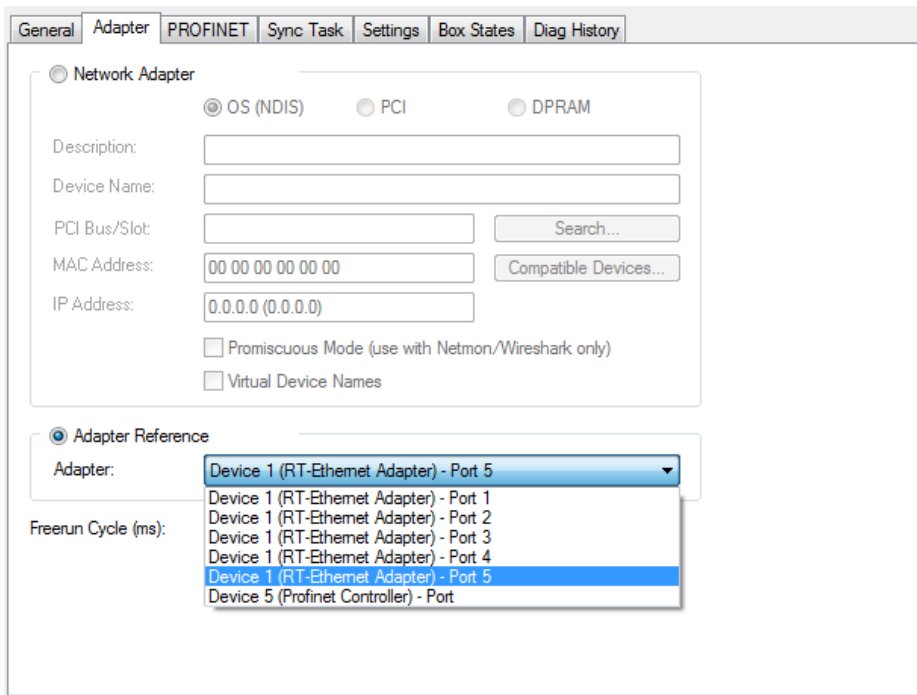 General Adapter PROFINET Sync Task Settings Box States Diag History
Network Adapter
OS (NDIS) PCI DPRAM
Description:
Device Name:
PCI Bus/Slot: Search...
MAC Address: 00 00 00 00 00 00 Compatible Devices...
IP Address: 0.0.0.0 (0.0.0.0)
Promiscuous Mode (use with Netmon/Wireshark only)
Virtual Device Names
Adapter Reference
Adapter: Device 1 (RT-Ethernet Adapter) - Port 5
Device 1 (RT-Ethernet Adapter) - Port 1
Device 1 (RT-Ethernet Adapter) - Port 2
Freerun Cycle (ms): Device 1 (RT-Ethernet Adapter) - Port 3
Device 1 (RT-Ethernet Adapter) - Port 4
Device 1 (RT-Ethernet Adapter) - Port 5
Device 5 (Profinet Controller) - Port